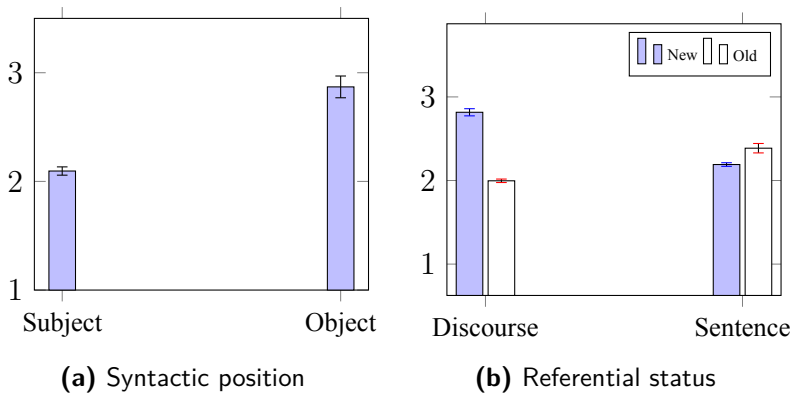 3
2
1
Subject Object
(a) Syntactic position
New Old
3
2
1
Discourse Sentence
(b) Referential status